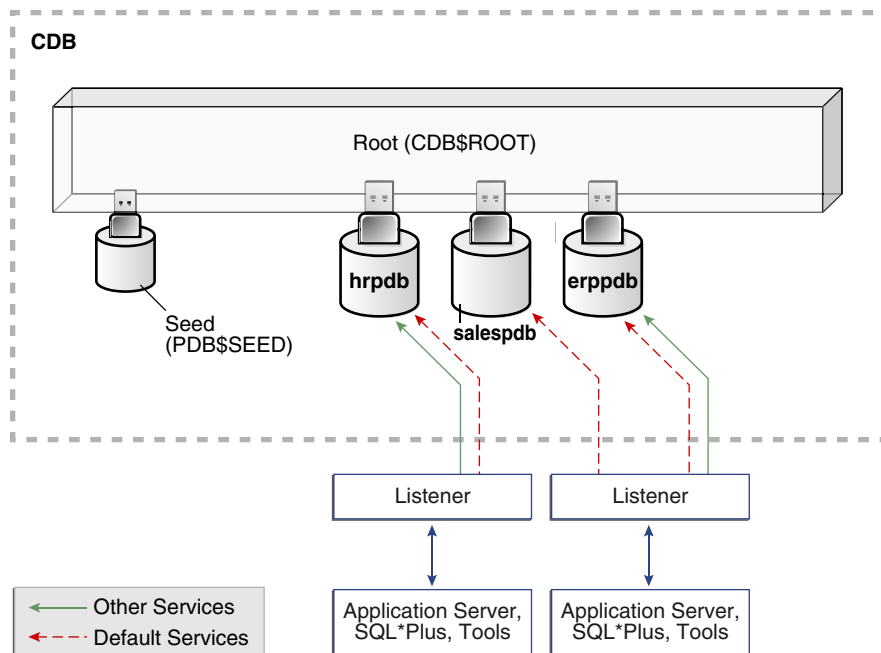 CDB
Root (CDB$ROOT)
hrpdb
salespdb
erppdb
Seed
(PDB$SEED)
Listener
Listener
Application Server,
SQL*Plus, Tools
Application Server,
SQL*Plus, Tools
Other Services
Default Services